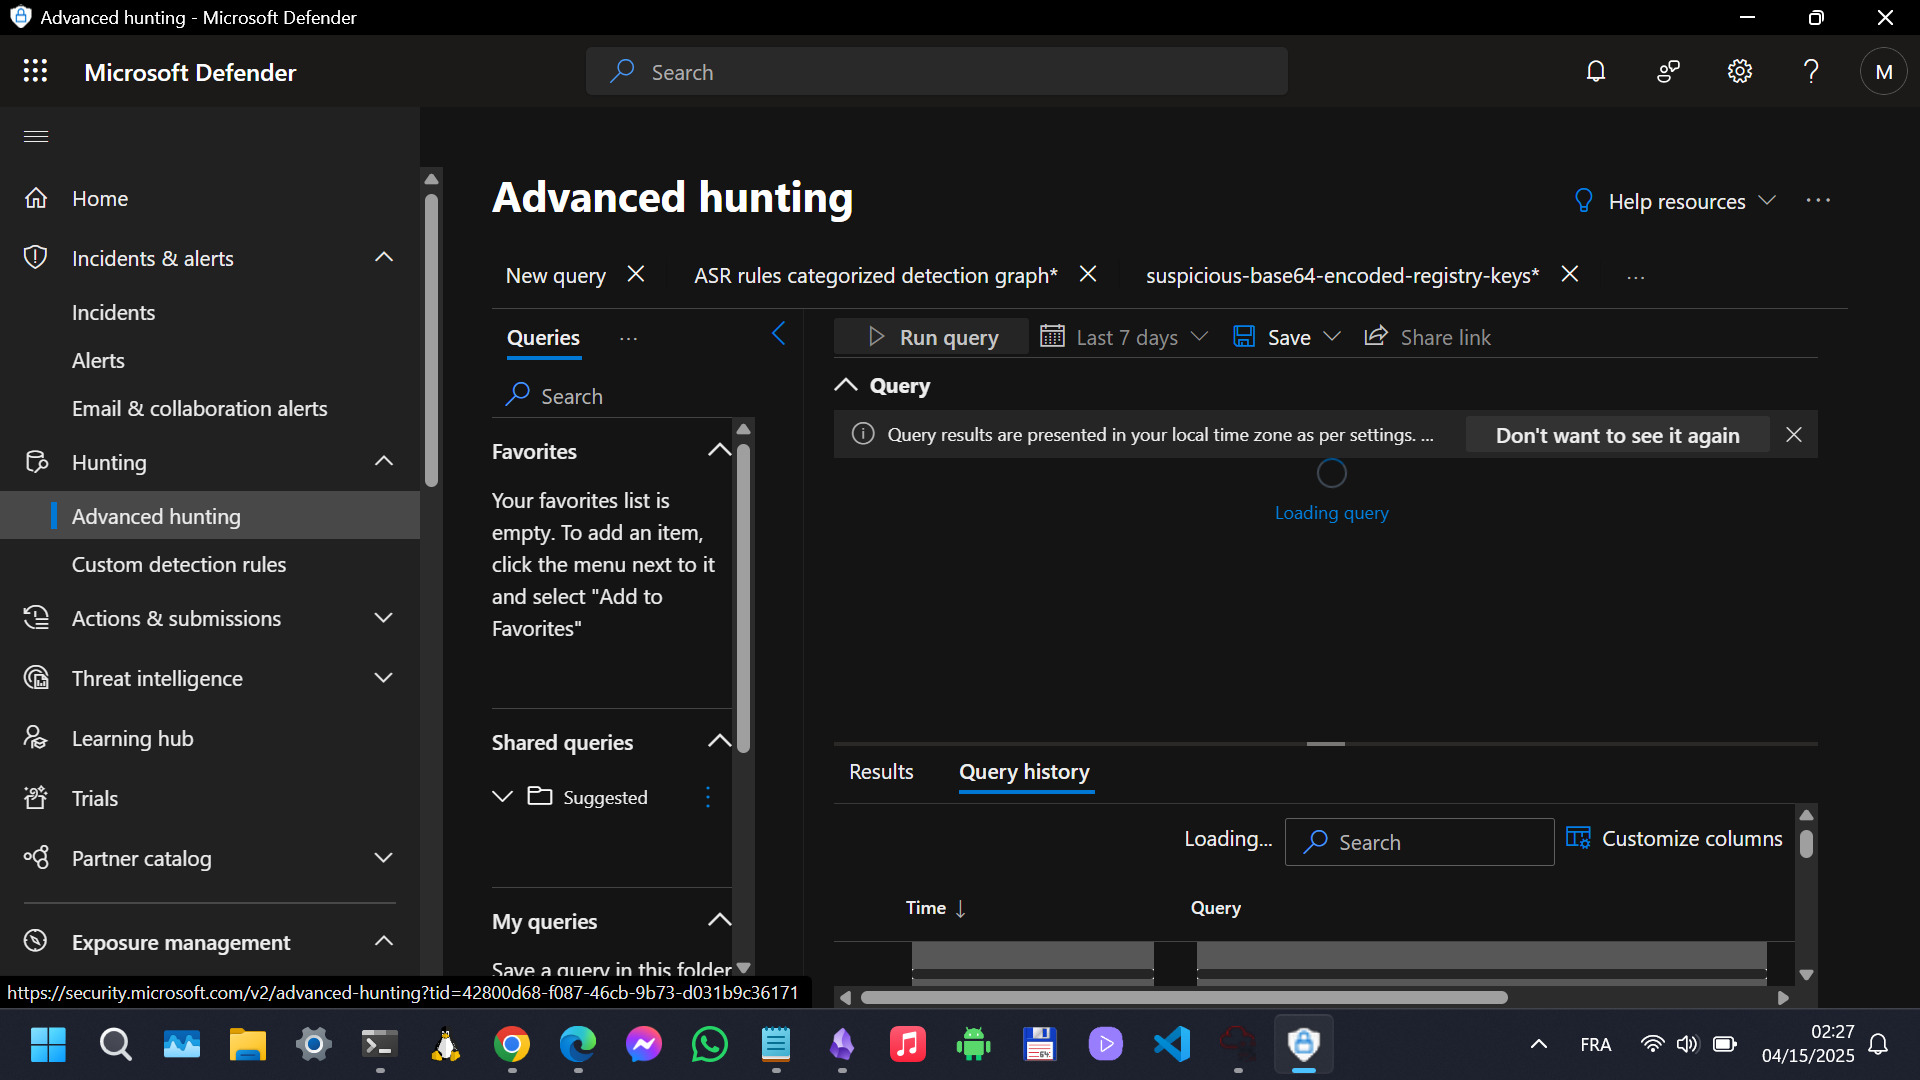 Advanced hunting - Microsoft Defender
Microsoft Defender
Search
M
Home
Incidents & alerts
Incidents
Alerts
Email & collaboration alerts
Hunting
Advanced hunting
Custom detection rules
Actions & submissions
Threat intelligence
Learning hub
Trials
Partner catalog
Exposure management
https://security.microsoft.com/v2/advanced-hunting?tid=42800d68-f087-46cb-9b73-d031b9c36171
Advanced hunting
Help resources
New query
ASR rules categorized detection graph*
suspicious-base64-encoded-registry-keys*
Queries
Search
Favorites
Your favorites list is
empty. To add an item,
click the menu next to it
and select "Add to
Favorites"
Shared queries
Suggested
My queries
Save a query in this folder
Run query
Last 7 days
Save
Share link
Query
Query results are presented in your local time zone as per settings. ...
Don't want to see it again
Loading query
Results
Query history
Loading...
Search
Customize columns
Time
Query
64
FRA
02:27
04/15/2025